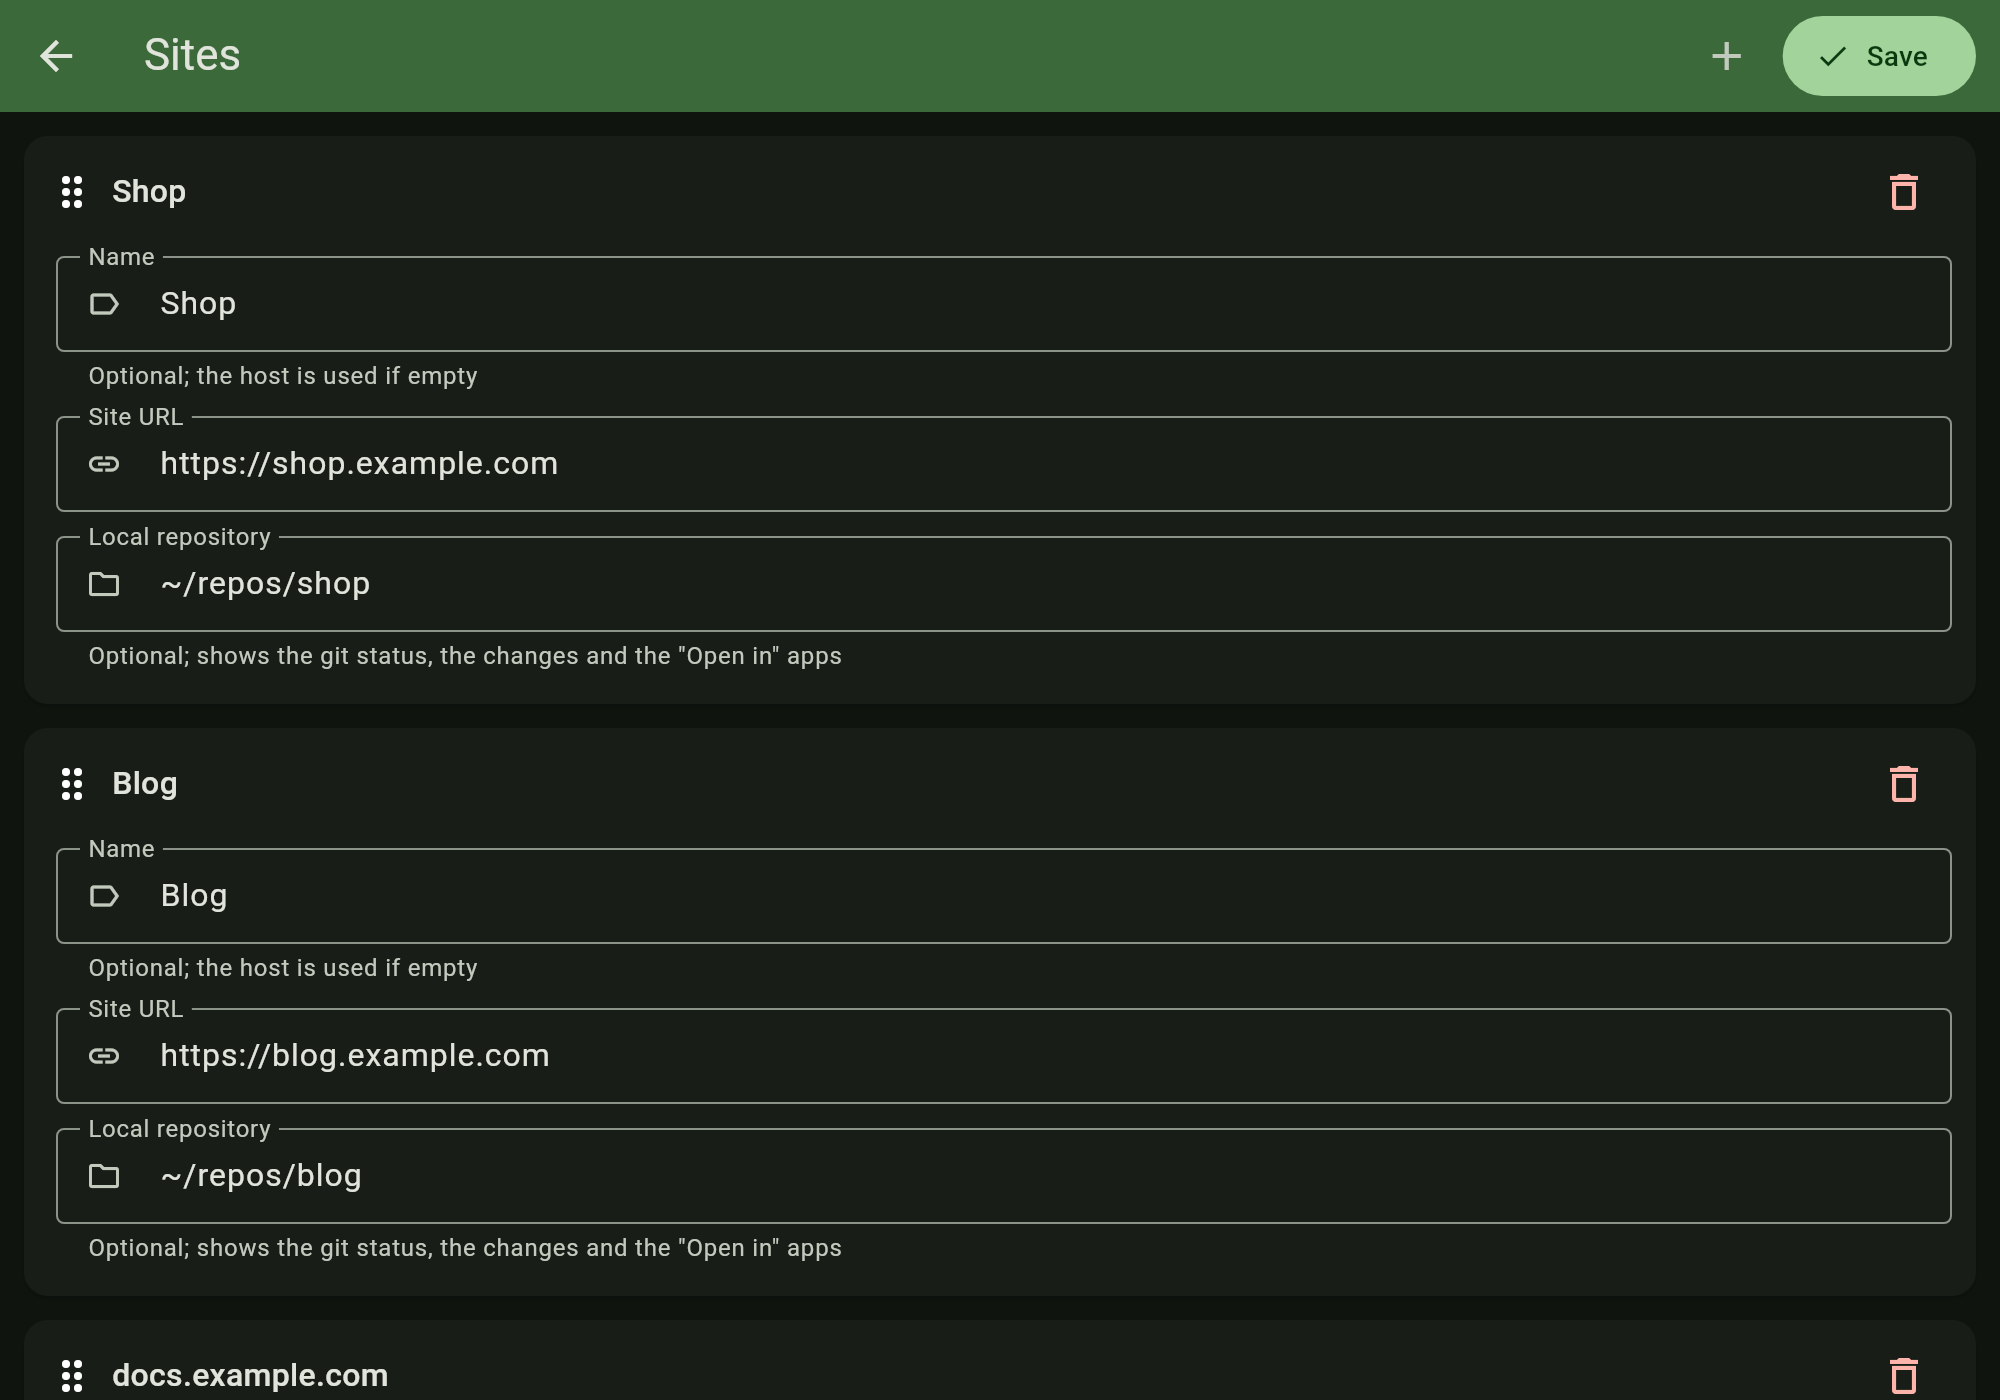 Sites
Save
Shop
Name
Shop
Optional; the host is used if empty
Site URL
https://shop.example.com
Local repository
~/repos/shop
Optional; shows the git status, the changes and the "Open in" apps
Blog
Name
Blog
Optional; the host is used if empty
Site URL
https://blog.example.com
Local repository
~/repos/blog
Optional; shows the git status, the changes and the "Open in" apps
docs.example.com